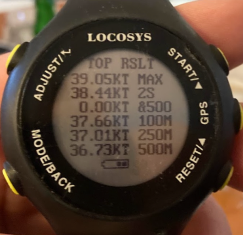 LOCOSYS
ADJUST/
START/
TOP RSLT
39.05KT MAX
38.44KT 2S
0.00KT &500
37.66KT 100M
37.01KT 250M
36.73KT 500M
GPS
MODE/BACK
RESET/